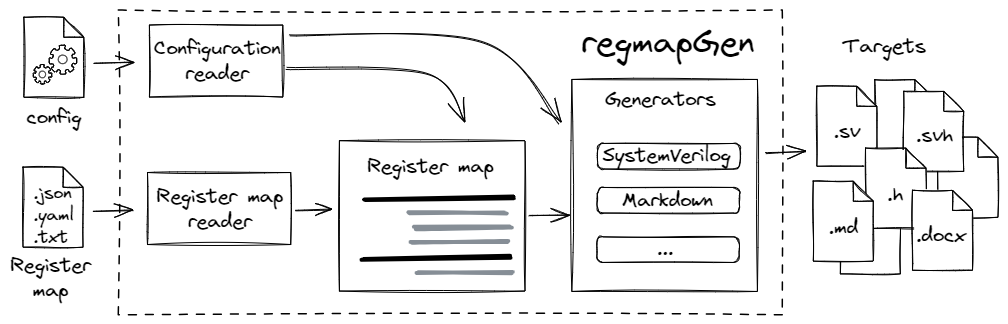 config
.json
.yaml
.txt
Register
map
Configuration
reader
Register map
reader
Register map
regmapGen
Generators
SystemVerilog
Markdown
...
Targets
.sv
.svh
.h
.md
.docx